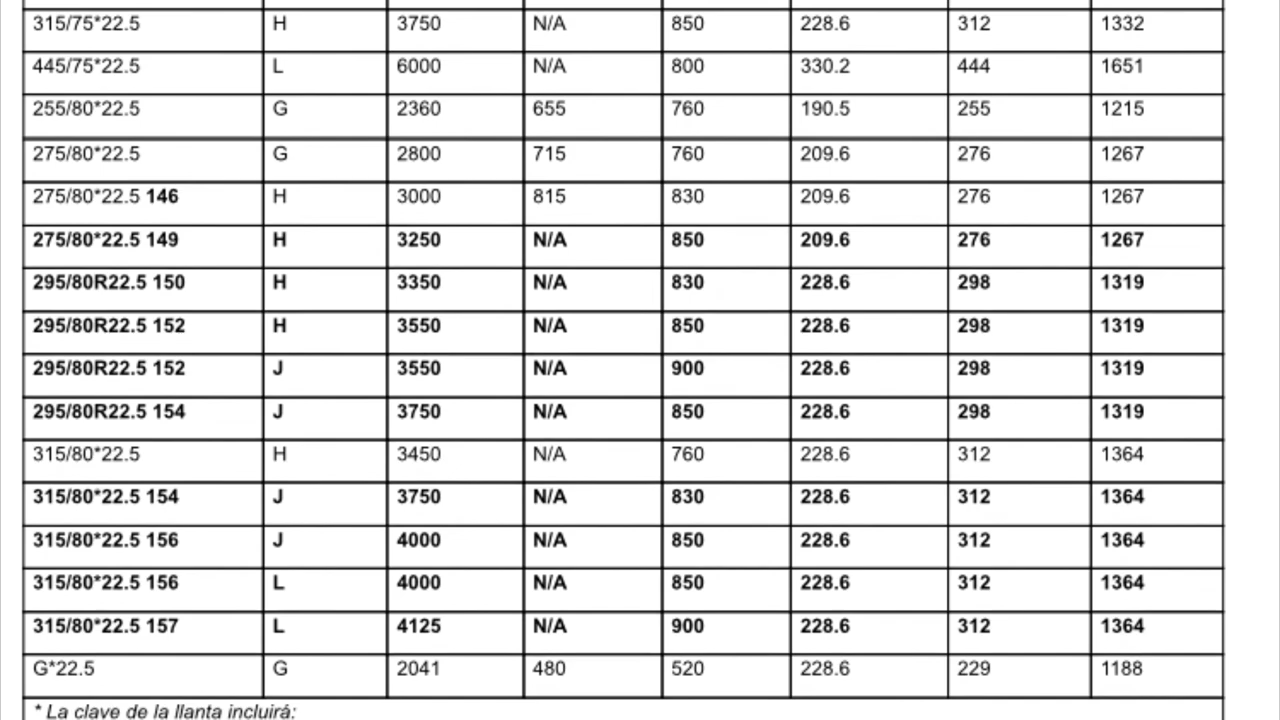 315/75*22.5 H 3750 N/A 850 228.6 312 1332
445/75*22.5 L 6000 N/A 800 330.2 444 1651
255/80*22.5 G 2360 655 760 190.5 255 1215
275/80*22.5 G 2800 715 760 209.6 276 1267
275/80*22.5 146 H 3000 815 830 209.6 276 1267
275/80*22.5 149 H 3250 N/A 850 209.6 276 1267
295/80R22.5 150 H 3350 N/A 830 228.6 298 1319
295/80R22.5 152 H 3550 N/A 850 228.6 298 1319
295/80R22.5 152 J 3550 N/A 900 228.6 298 1319
295/80R22.5 154 J 3750 N/A 850 228.6 298 1319
315/80*22.5 H 3450 N/A 760 228.6 312 1364
315/80*22.5 154 J 3750 N/A 830 228.6 312 1364
315/80*22.5 156 J 4000 N/A 850 228.6 312 1364
315/80*22.5 156 L 4000 N/A 850 228.6 312 1364
315/80*22.5 157 L 4125 N/A 900 228.6 312 1364
G*22.5 G 2041 480 520 228.6 229 1188
* La clave de la llanta incluirá: